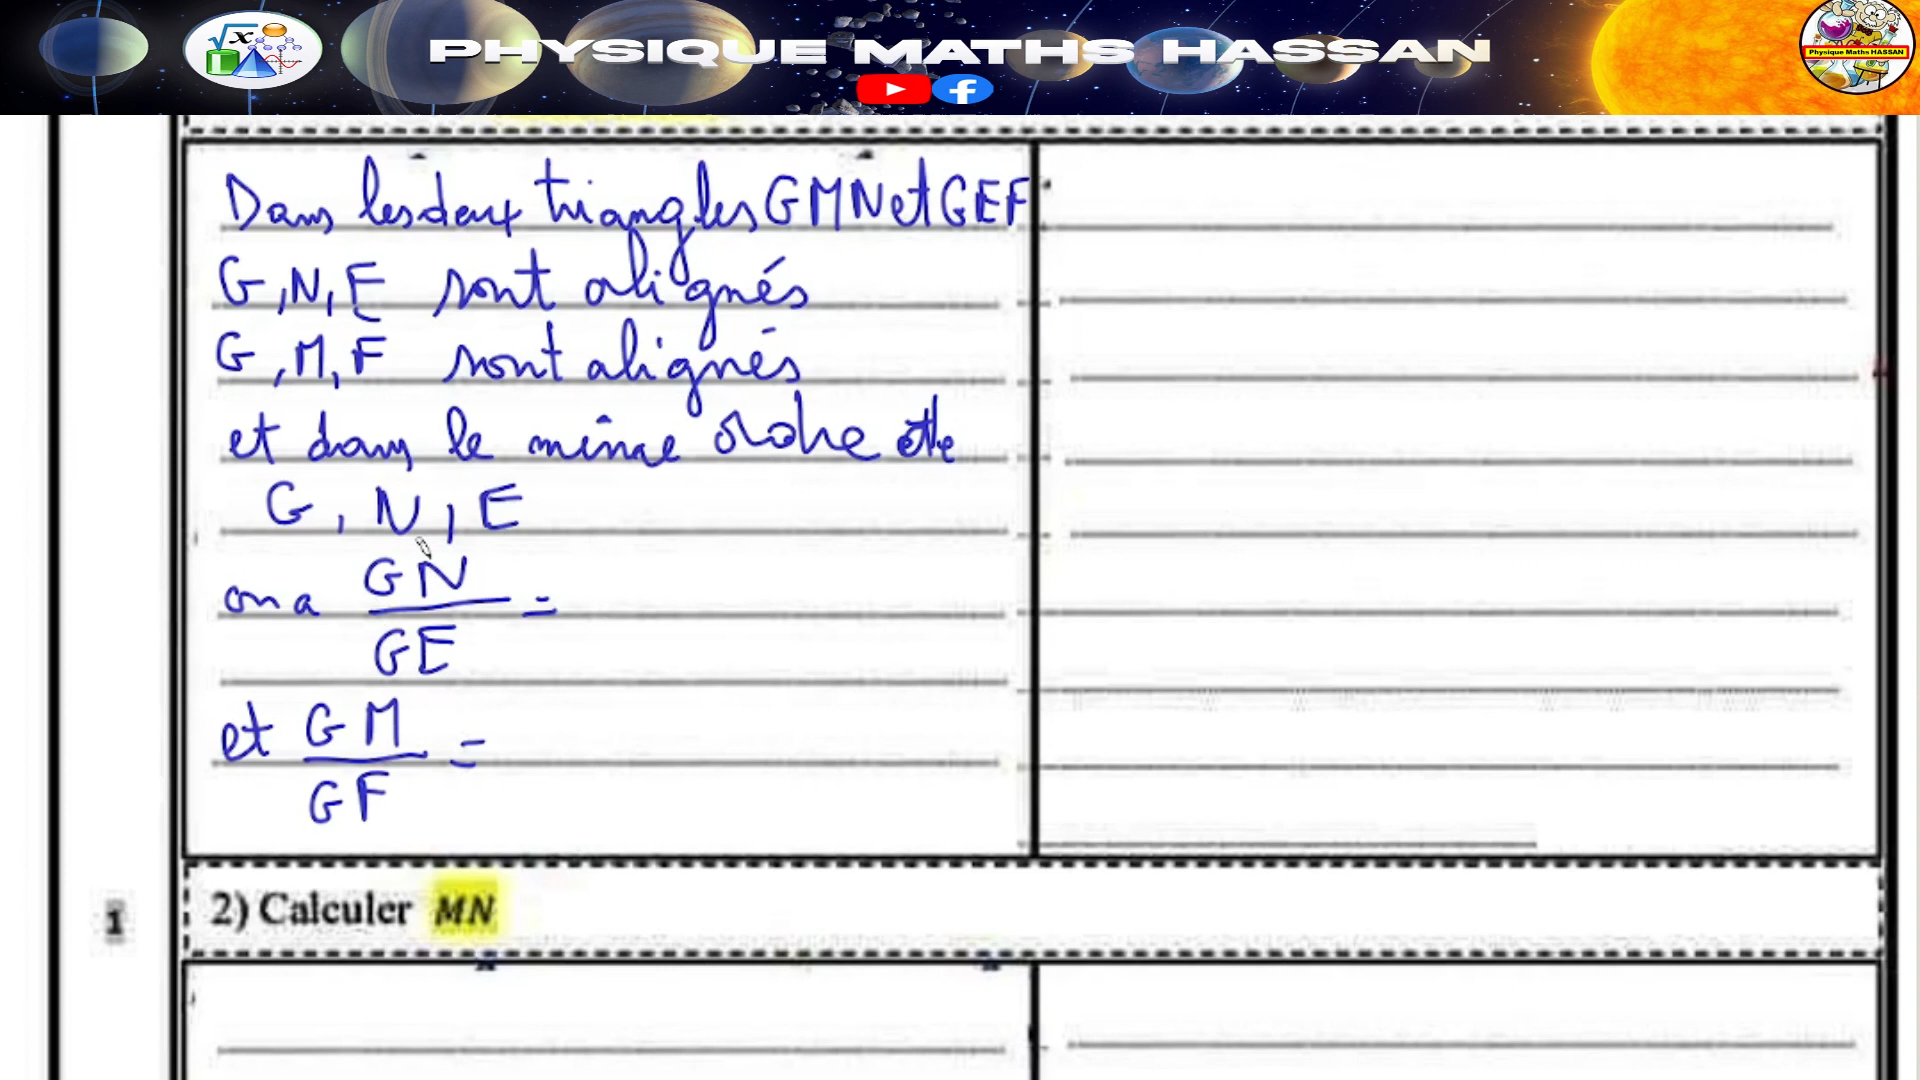 √x
PHYSIQUE MATHS HASSAN
Physique Maths HASSAN
Dans les deux triangles GMN et GEF
G, N, E sont alignés
G, M, F sont alignés
et dans le même ordre
G, N, E
on a GN/GE =
et GM/GF =
1
2) Calculer MN